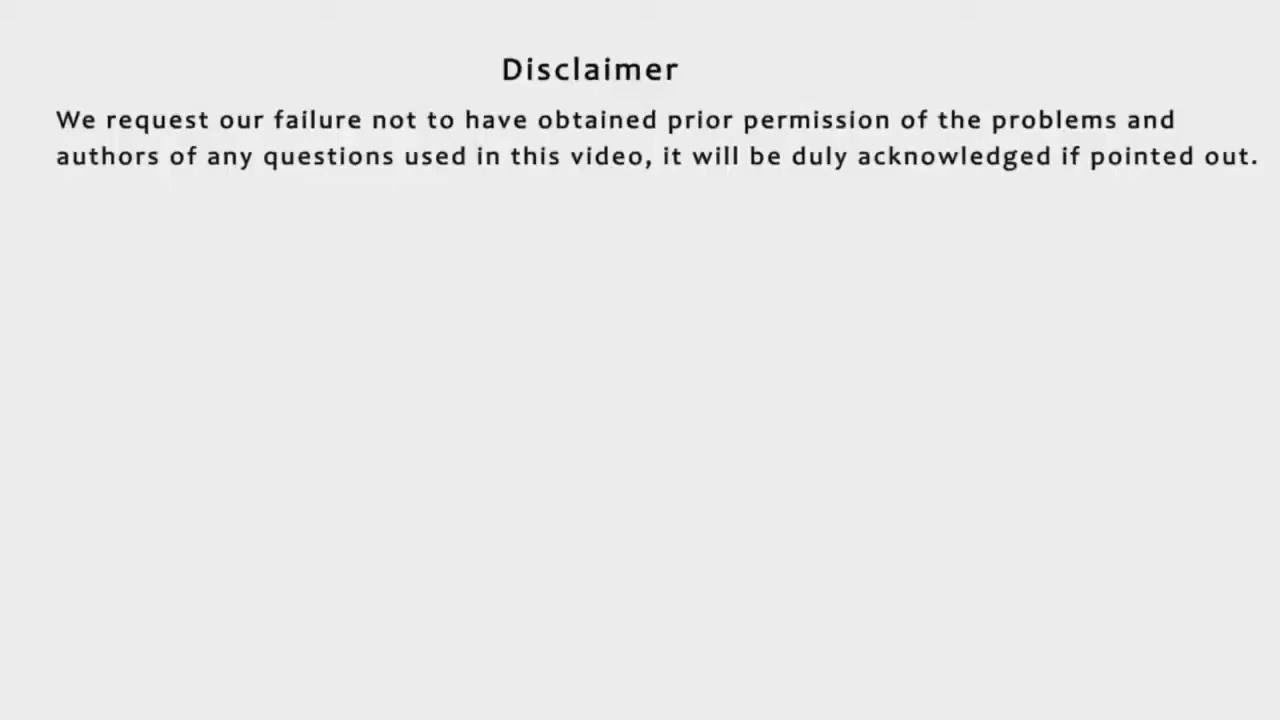 Disclaimer
We request our failure not to have obtained prior permission of the problems and
authors of any questions used in this video, it will be duly acknowledged if pointed out.